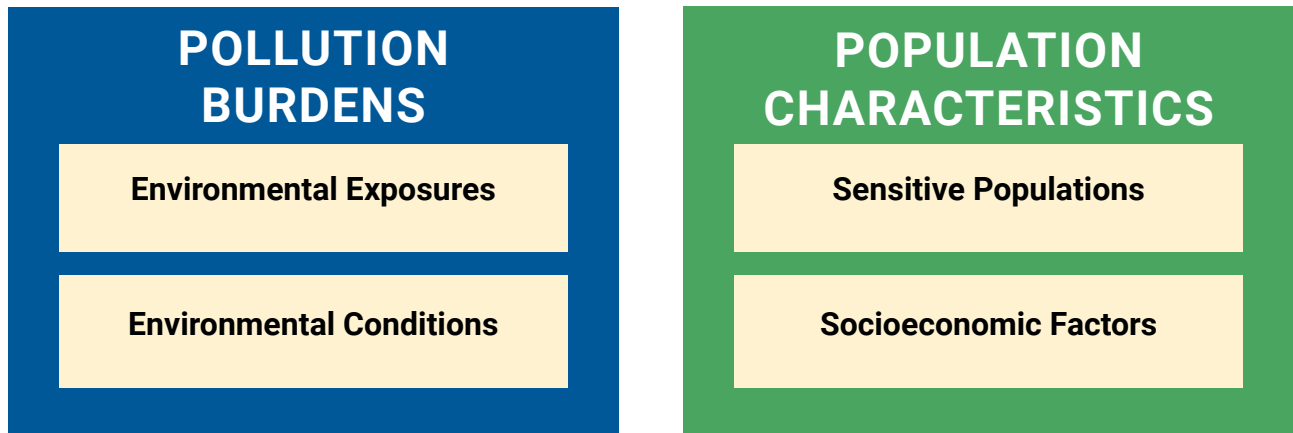 POLLUTION
BURDENS
Environmental Exposures
Environmental Conditions
POPULATION
CHARACTERISTICS
Sensitive Populations
Socioeconomic Factors